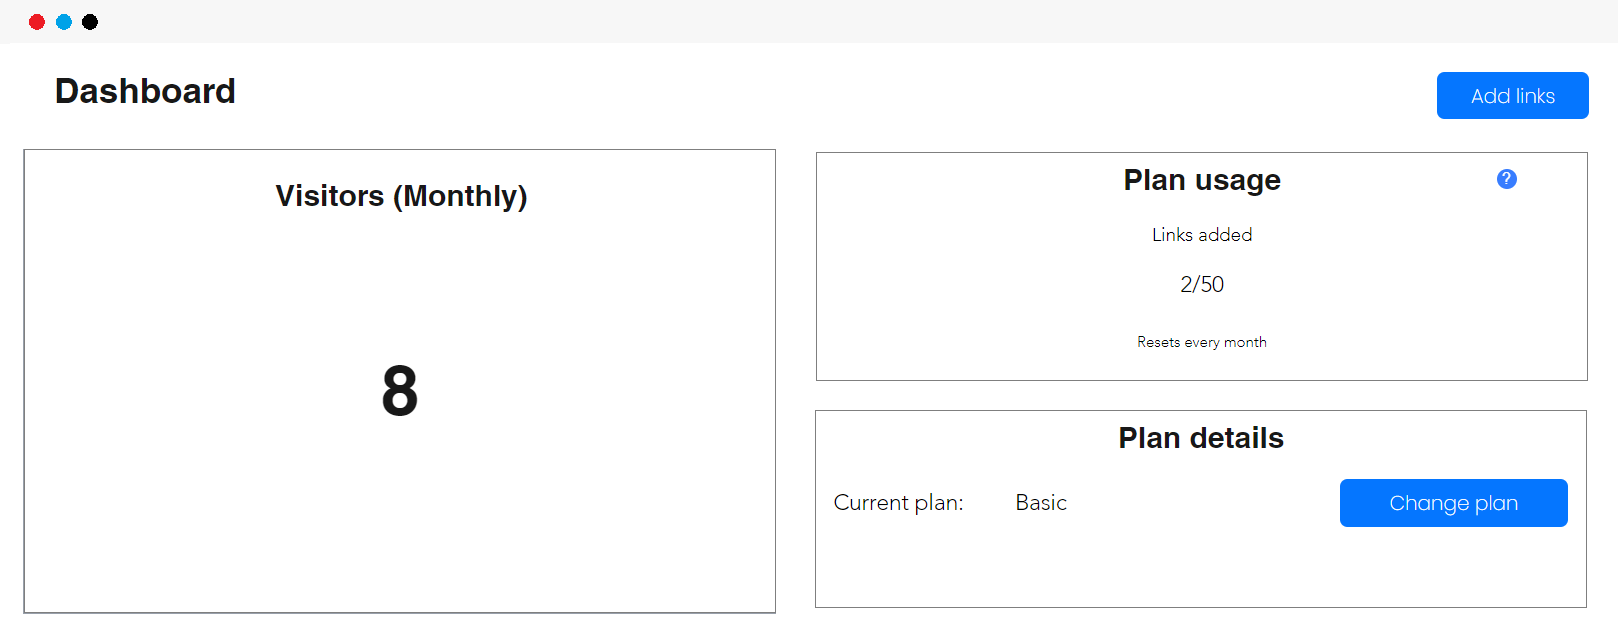 Dashboard
Add links
Visitors (Monthly)
8
Plan usage
?
Links added
2/50
Resets every month
Plan details
Current plan: Basic
Change plan